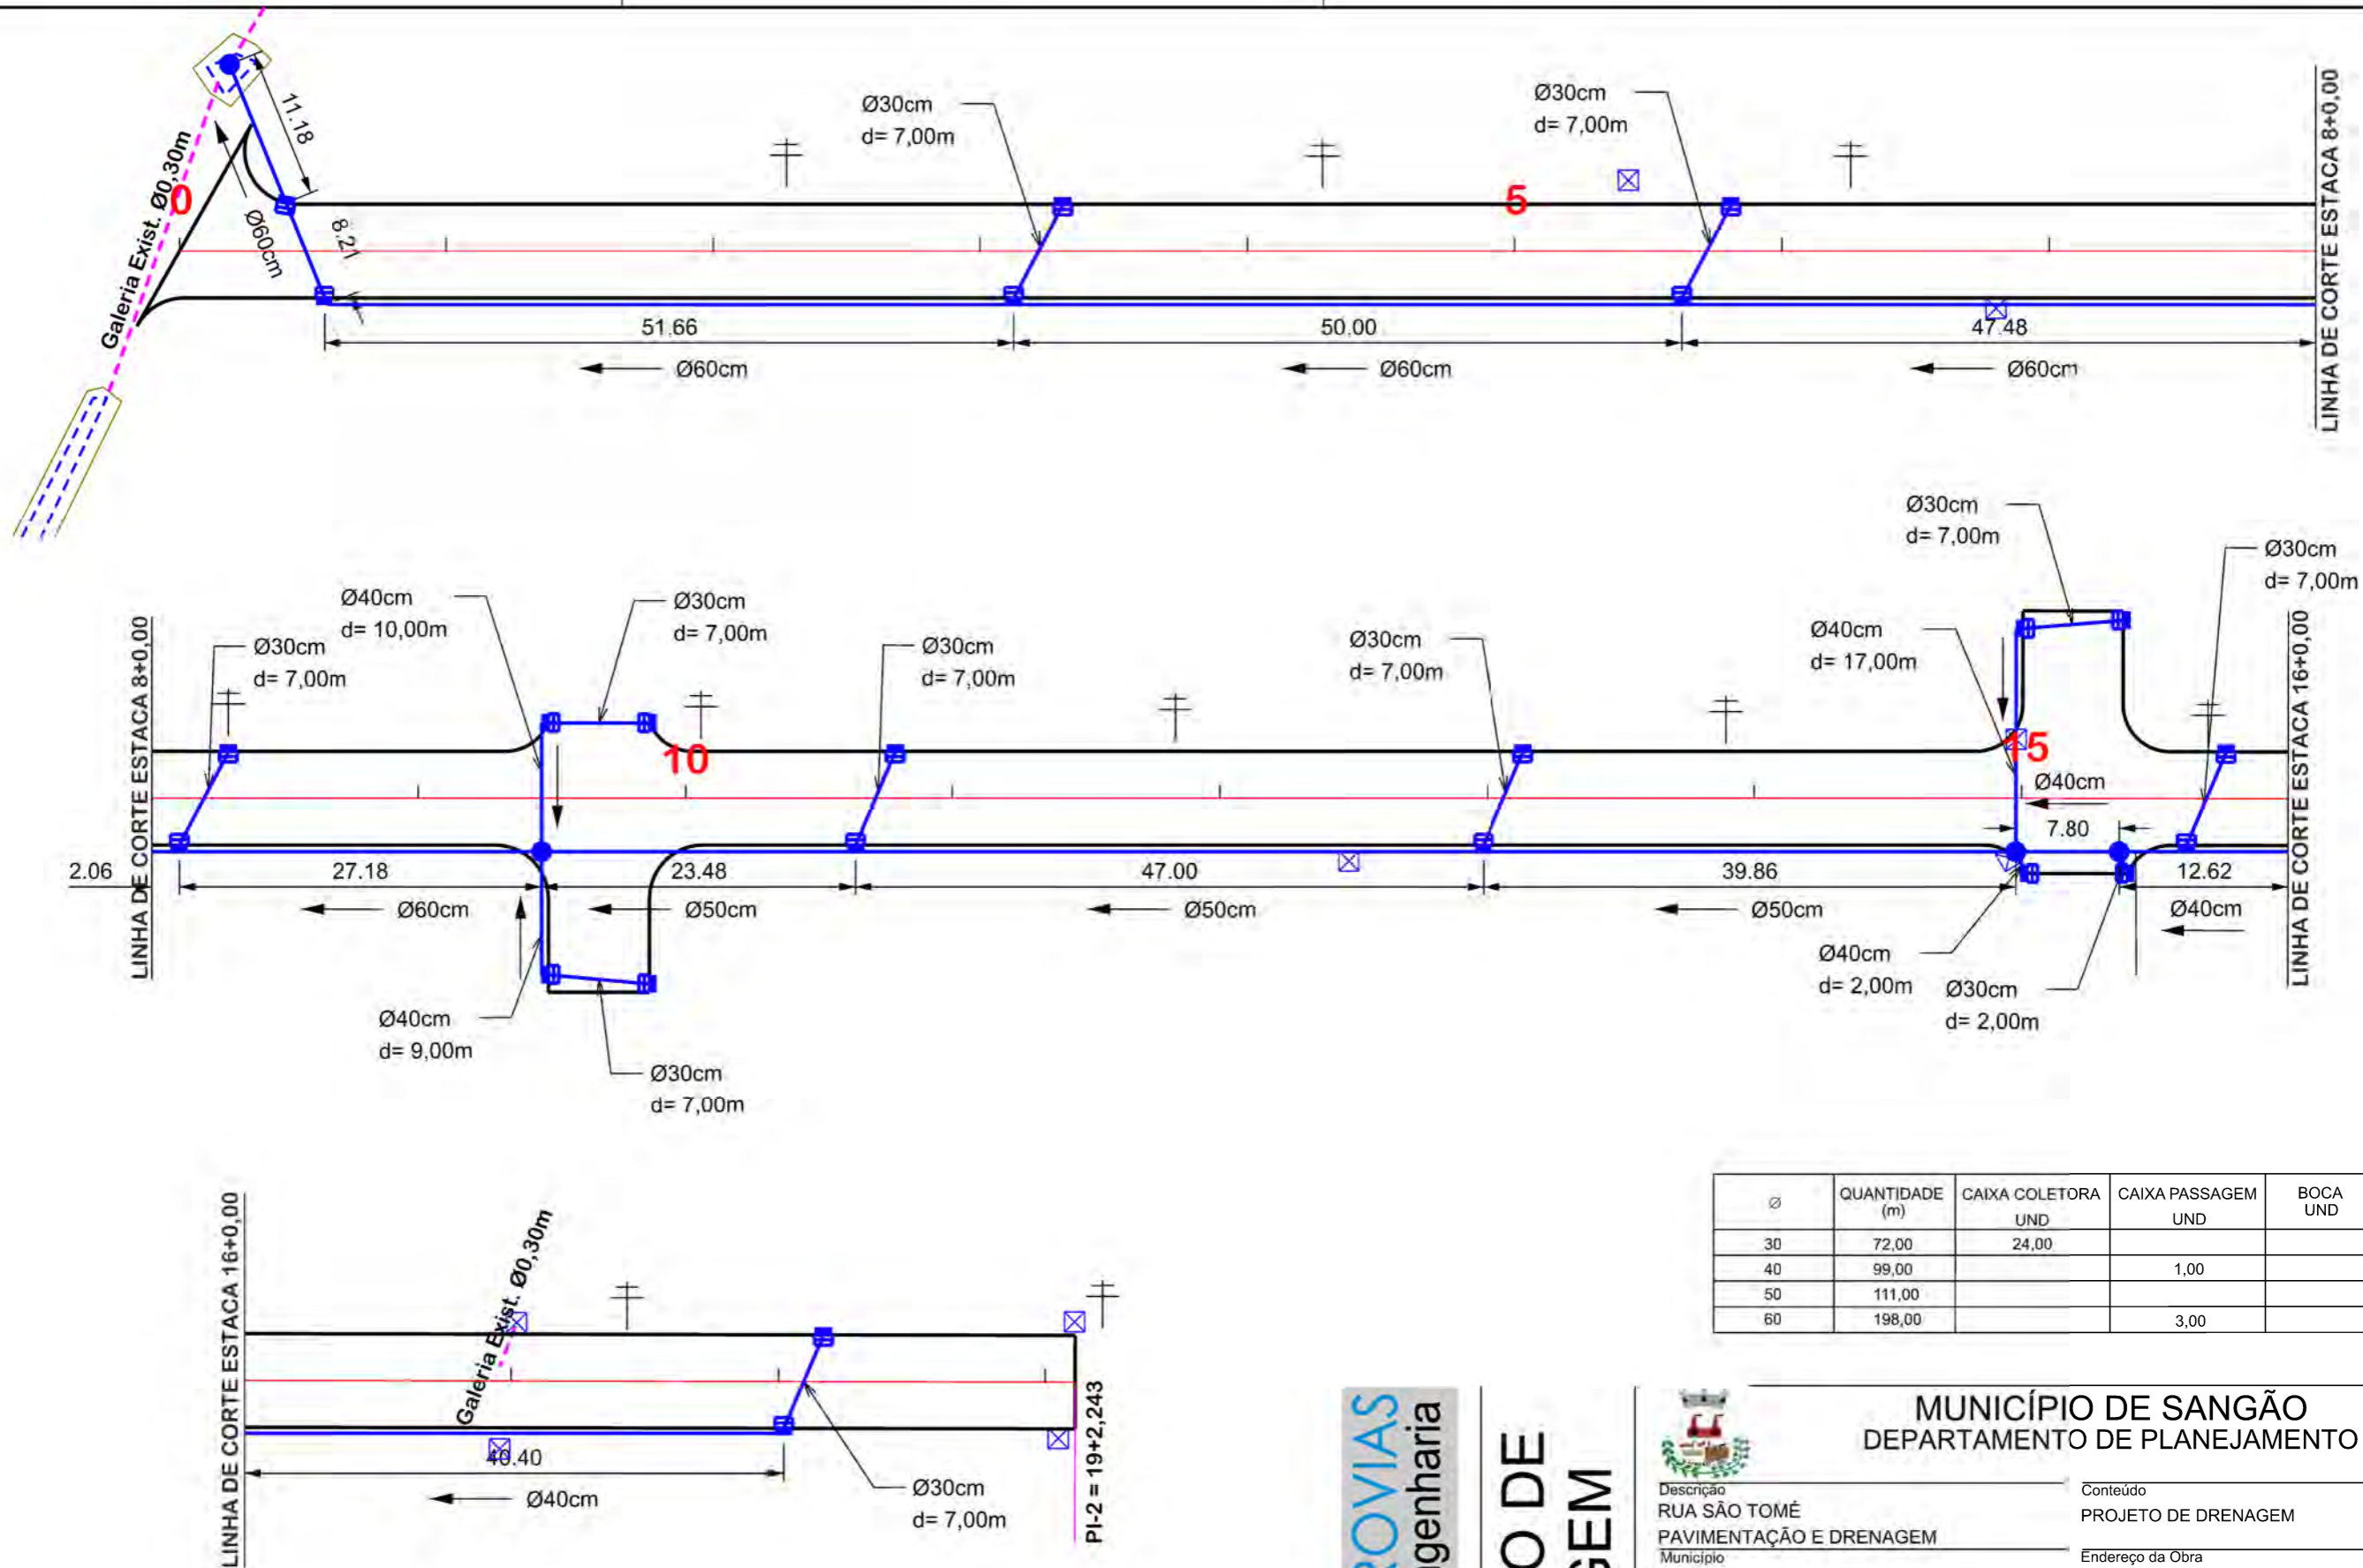 11.18
Galeria Exist. Ø0,30m
0
Ø60cm
8.21
Ø30cm
d= 7,00m
5
Ø30cm
d= 7,00m
LINHA DE CORTE ESTACA 8+0,00
51.66
Ø60cm
50.00
Ø60cm
47.48
Ø60cm
LINHA DE CORTE ESTACA 8+0,00
Ø30cm
d= 7,00m
Ø40cm
d= 10,00m
Ø30cm
d= 7,00m
10
Ø30cm
d= 7,00m
Ø30cm
d= 7,00m
Ø40cm
d= 17,00m
Ø30cm
d= 7,00m
Ø30cm
d= 7,00m
15
Ø40cm
7.80
LINHA DE CORTE ESTACA 16+0,00
2.06
27.18
Ø60cm
23.48
Ø50cm
47.00
Ø50cm
39.86
Ø50cm
12.62
Ø40cm
Ø40cm
d= 9,00m
Ø30cm
d= 7,00m
Ø40cm
d= 2,00m
Ø30cm
d= 2,00m
LINHA DE CORTE ESTACA 16+0,00
Galeria Exist. Ø0,30m
40.40
Ø40cm
Ø30cm
d= 7,00m
PI-2 = 19+2,243
Ø QUANTIDADE (m) CAIXA COLETORA UND CAIXA PASSAGEM UND BOCA UND
30 72,00 24,00
40 99,00 1,00
50 111,00
60 198,00 3,00
ROVIAS
genharia
O DE
GEM
MUNICÍPIO DE SANGÃO
DEPARTAMENTO DE PLANEJAMENTO
Descrição
RUA SÃO TOMÉ
PAVIMENTAÇÃO E DRENAGEM
Município
Conteúdo
PROJETO DE DRENAGEM
Endereço da Obra